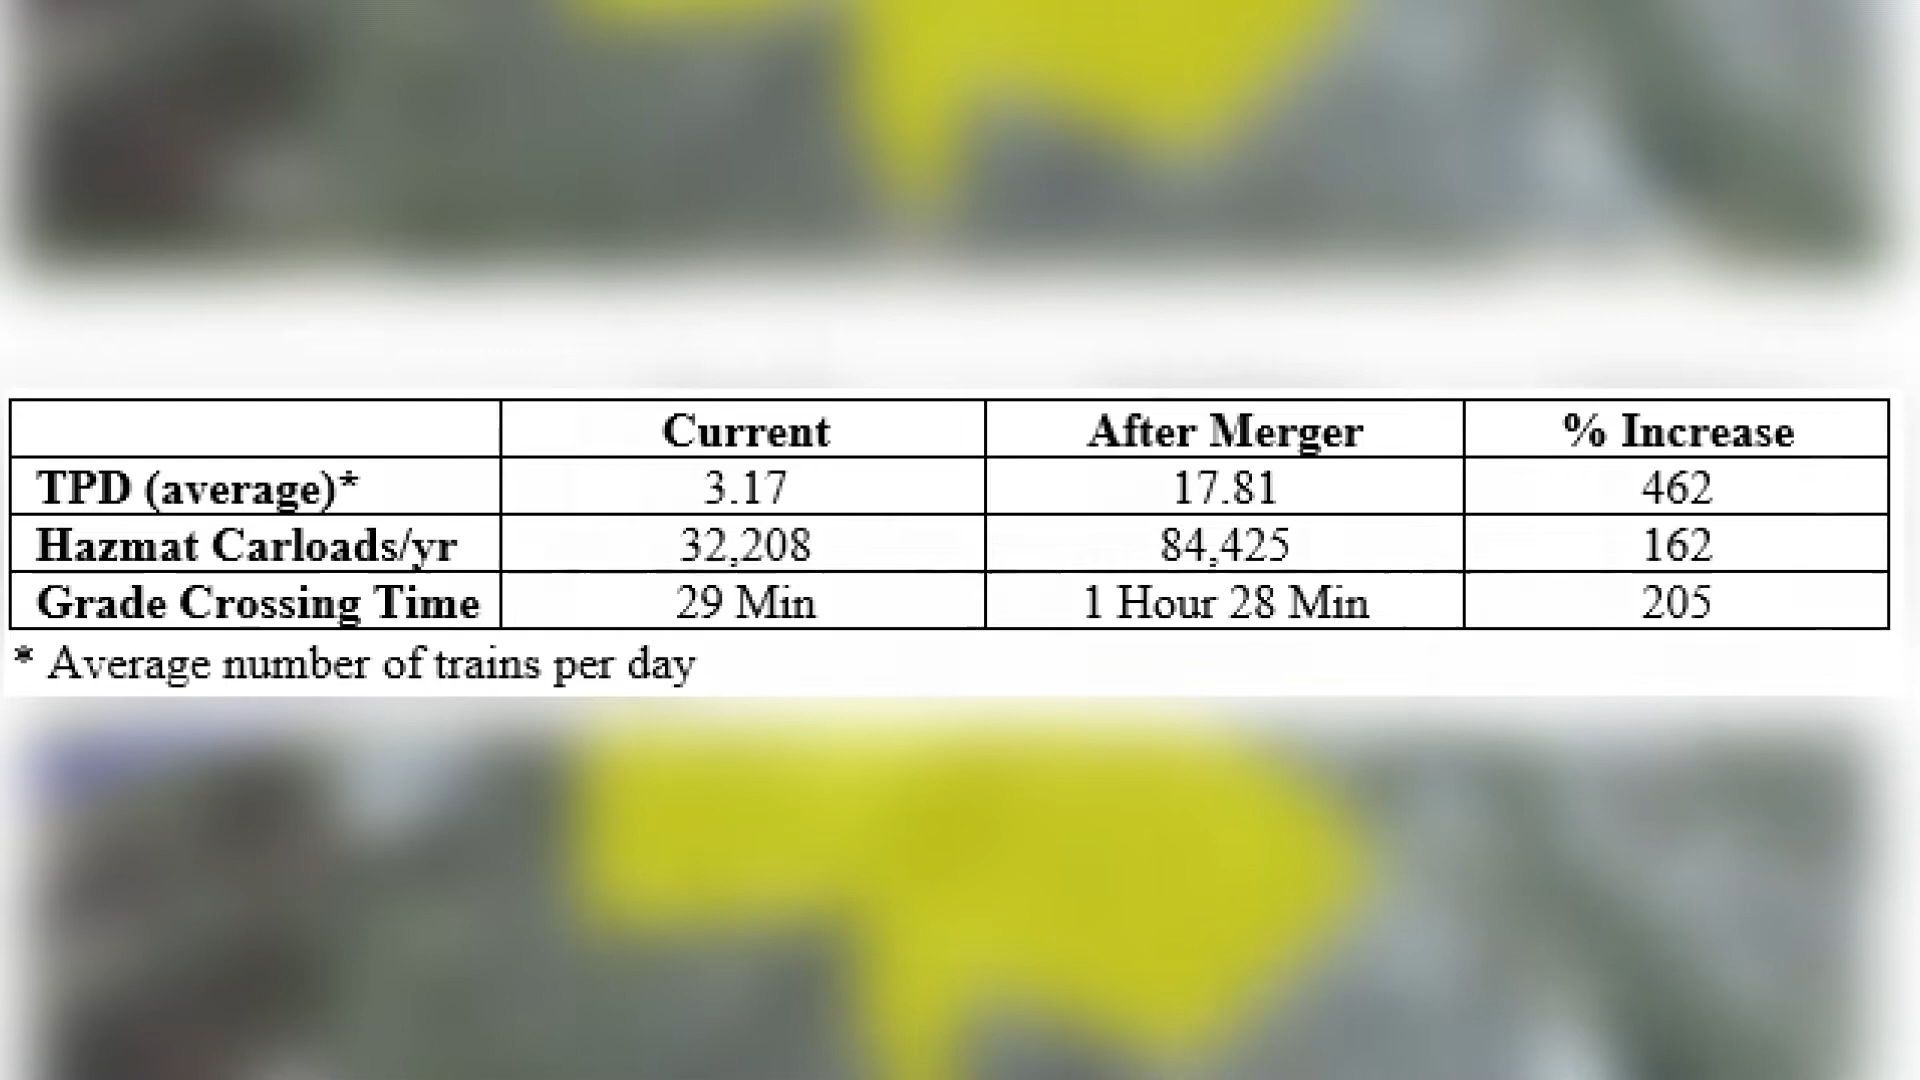 Current After Merger % Increase
TPD (average)* 3.17 17.81 462
Hazmat Carloads/yr 32,208 84,425 162
Grade Crossing Time 29 Min 1 Hour 28 Min 205
* Average number of trains per day